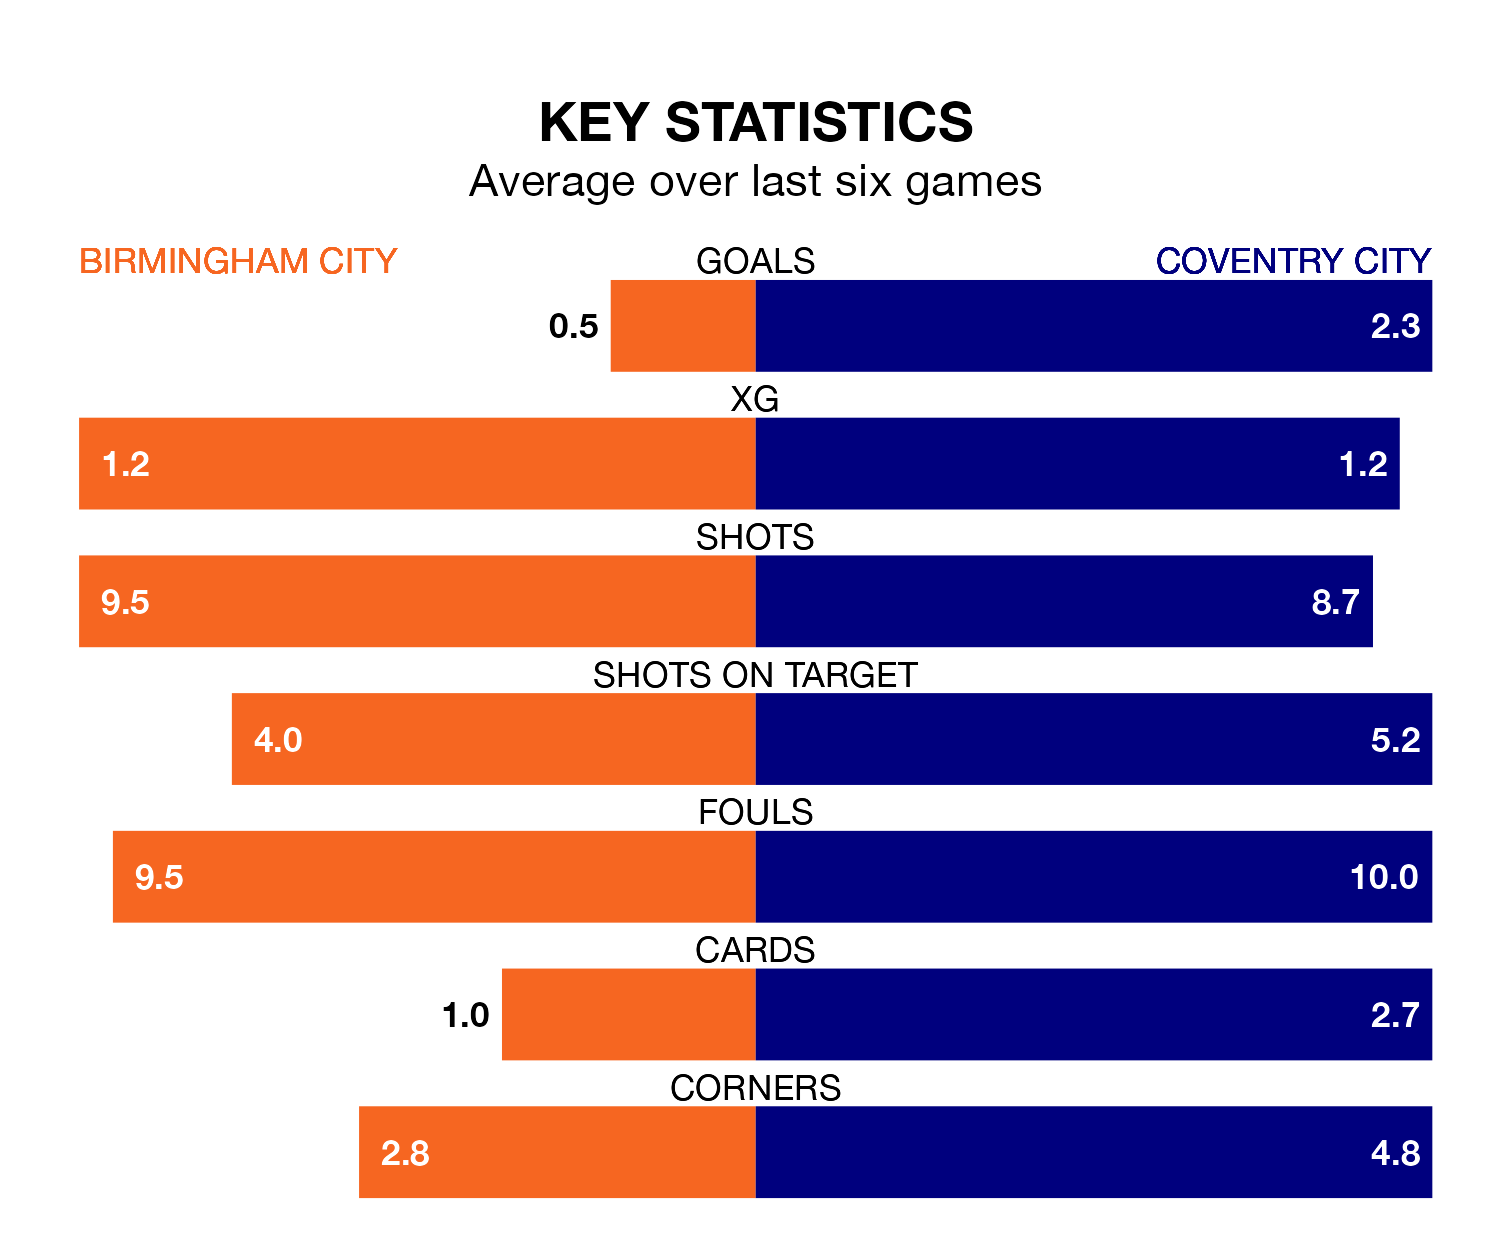 KEY STATISTICS
Average over last six games
BIRMINGHAM CITY GOALS COVENTRY CITY
0.5 2.3
XG
1.2 1.2
SHOTS
9.5 8.7
SHOTS ON TARGET
4.0 5.2
FOULS
9.5 10.0
CARDS
1.0 2.7
CORNERS
2.8 4.8